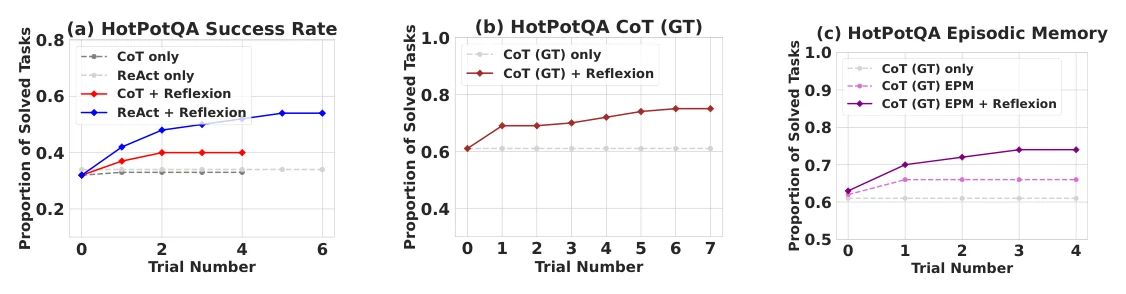 (a) HotPotQA Success Rate
Proportion of Solved Tasks
0.8
0.6
0.4
0.2
CoT only
ReAct only
CoT + Reflexion
ReAct + Reflexion
0 2 4 6
Trial Number
(b) HotPotQA CoT (GT)
Proportion of Solved Tasks
1.0
0.8
0.6
0.4
CoT (GT) only
CoT (GT) + Reflexion
0 1 2 3 4 5 6 7
Trial Number
(c) HotPotQA Episodic Memory
Proportion of Solved Tasks
1.0
0.9
0.8
0.7
0.6
0.5
CoT (GT) only
CoT (GT) EPM
CoT (GT) EPM + Reflexion
0 1 2 3 4
Trial Number